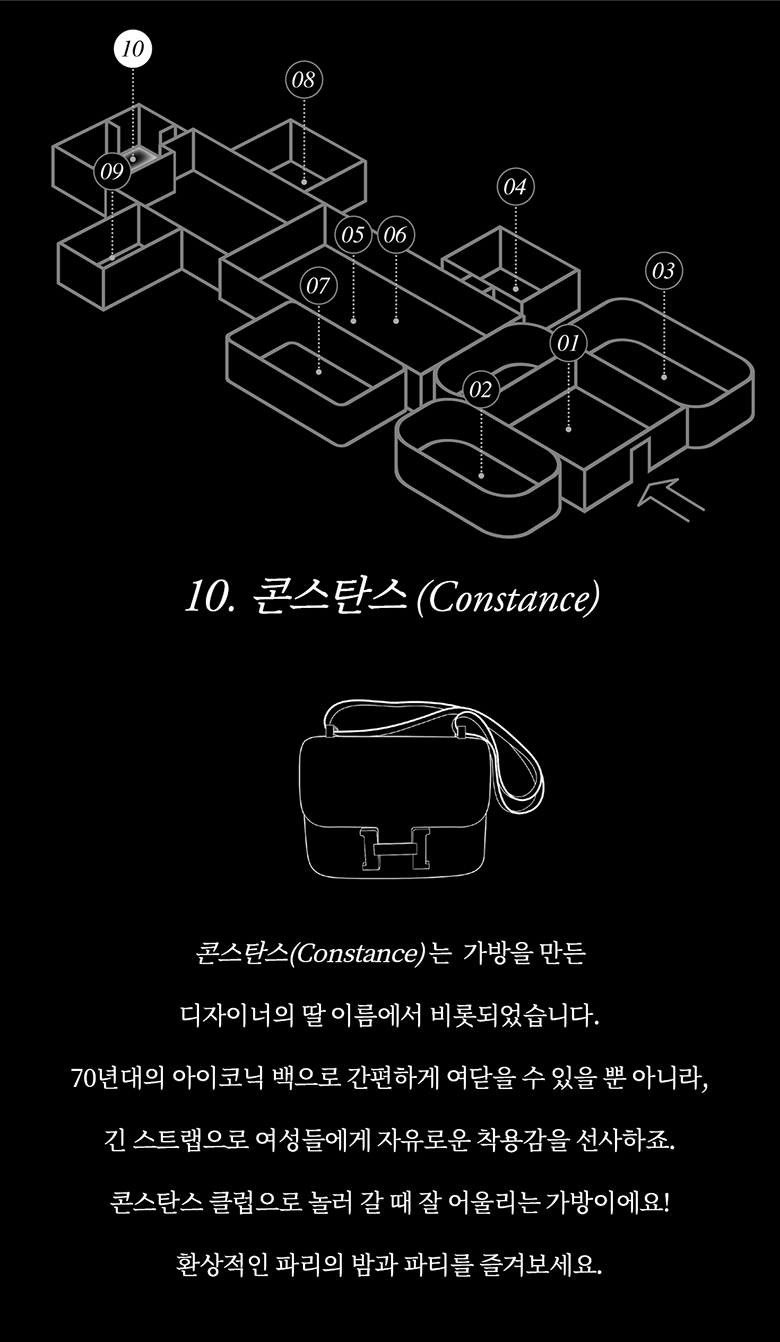 10
08
09
04
05
06
03
07
01
02
10. 콘스탄스 (Constance)
콘스탄스(Constance)는 가방을 만든
디자이너의 딸 이름에서 비롯되었습니다.
70년대의 아이코닉 백으로 간편하게 여닫을 수 있을 뿐 아니라,
긴 스트랩으로 여성들에게 자유로운 착용감을 선사하죠.
콘스탄스 클럽으로 놀러 갈 때 잘 어울리는 가방이에요!
환상적인 파리의 밤과 파티를 즐겨보세요.